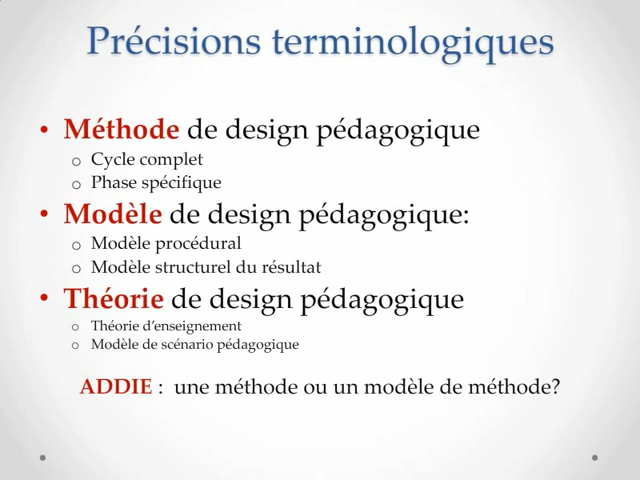 Précisions terminologiques
• Méthode de design pédagogique
o Cycle complet
o Phase spécifique
• Modèle de design pédagogique:
o Modèle procédural
o Modèle structurel du résultat
• Théorie de design pédagogique
o Théorie d'enseignement
o Modèle de scénario pédagogique
ADDIE : une méthode ou un modèle de méthode?